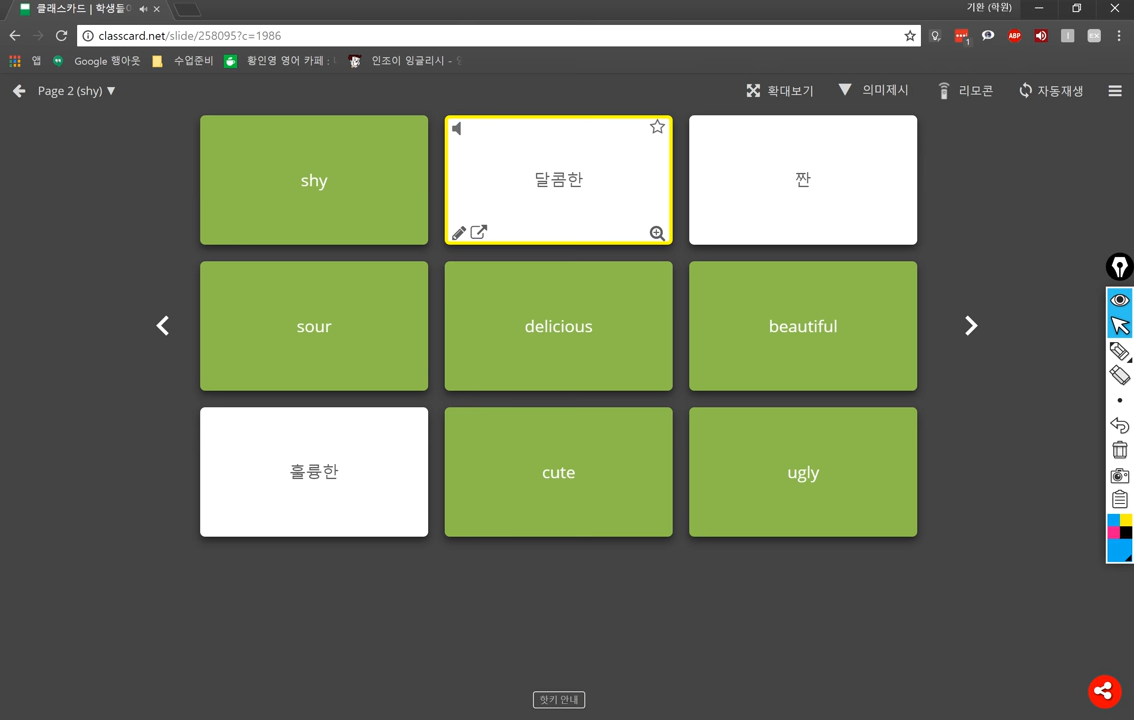 클래스카드 | 학생들이
기환 (학원)
classcard.net/slide/258095?c=1986
1
ABP
앱
Google 행아웃
수업준비
황인영 영어 카페 :
인조이 잉글리시 -
Page 2 (shy) ▼
확대보기
의미제시
리모콘
자동재생
shy
달콤한
짠
sour
delicious
beautiful
훌륭한
cute
ugly
핫키 안내